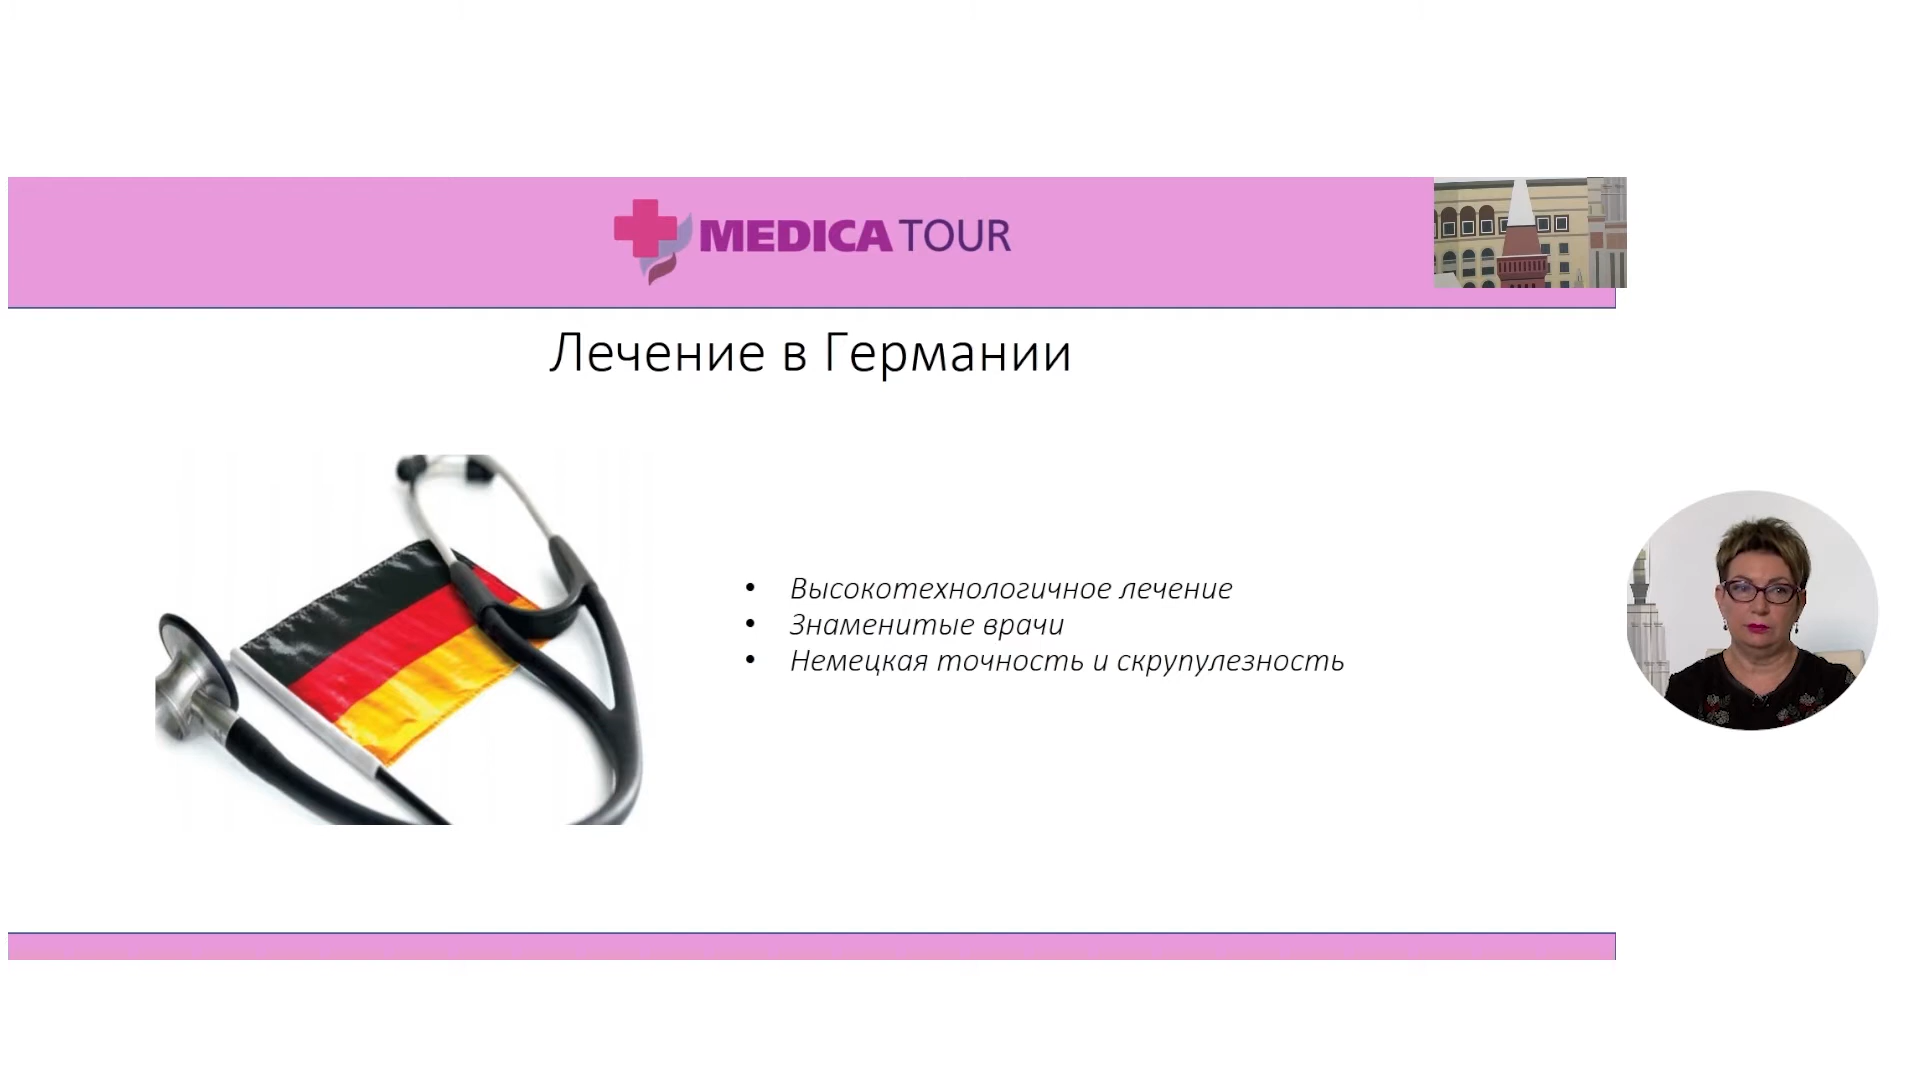 MEDICA TOUR
Лечение в Германии
• Высокотехнологичное лечение
• Знаменитые врачи
• Немецкая точность и скрупулезность